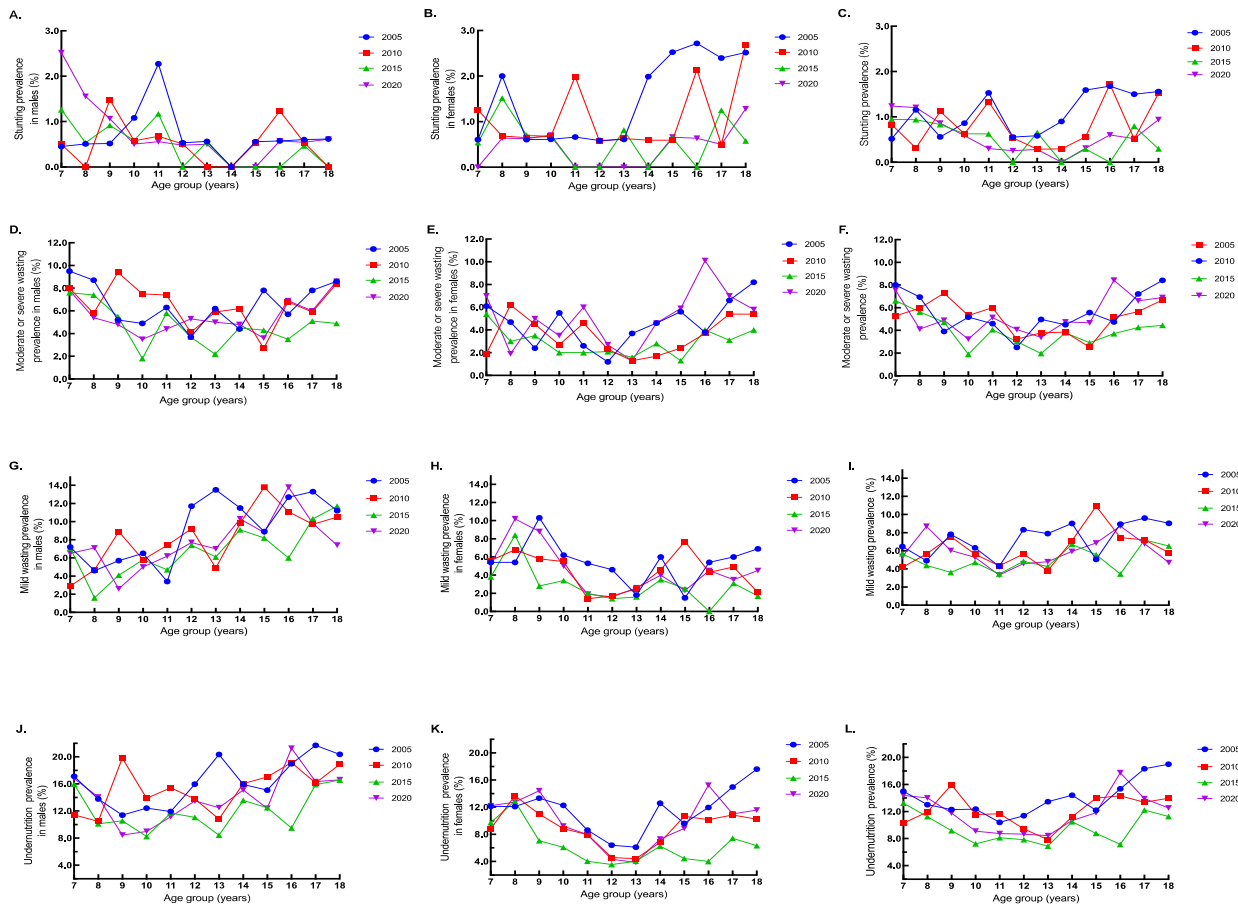 A.
Stunting prevalence
in males (%)
3.0
2.0
1.0
0.0
7 8 9 10 11 12 13 14 15 16 17 18
Age group (years)
2005
2010
2015
2020
B.
Stunting prevalence
in females (%)
3.0
2.0
1.0
0.0
7 8 9 10 11 12 13 14 15 16 17 18
Age group (years)
2005
2010
2015
2020
C.
Stunting prevalence (%)
3.0
2.0
1.0
0.0
7 8 9 10 11 12 13 14 15 16 17 18
Age group (years)
2005
2010
2015
2020
D.
Moderate or severe wasting
prevalence in males (%)
12.0
10.0
8.0
6.0
4.0
2.0
0.0
7 8 9 10 11 12 13 14 15 16 17 18
Age group (years)
2005
2010
2015
2020
E.
Moderate or severe wasting
prevalence in females (%)
12.0
10.0
8.0
6.0
4.0
2.0
0.0
7 8 9 10 11 12 13 14 15 16 17 18
Age group (years)
2005
2010
2015
2020
F.
Moderate or severe wasting
prevalence (%)
12.0
10.0
8.0
6.0
4.0
2.0
0.0
7 8 9 10 11 12 13 14 15 16 17 18
Age group (years)
2005
2010
2015
2020
G.
Mild wasting prevalence
in males (%)
14.0
12.0
10.0
8.0
6.0
4.0
2.0
0.0
7 8 9 10 11 12 13 14 15 16 17 18
Age group (years)
2005
2010
2015
2020
H.
Mild wasting prevalence
in females (%)
14.0
12.0
10.0
8.0
6.0
4.0
2.0
0.0
7 8 9 10 11 12 13 14 15 16 17 18
Age group (years)
2005
2010
2015
2020
I.
Mild wasting prevalence (%)
14.0
12.0
10.0
8.0
6.0
4.0
2.0
0.0
7 8 9 10 11 12 13 14 15 16 17 18
Age group (years)
2005
2010
2015
2020
J.
Undernutrition prevalence
in males (%)
20.0
16.0
12.0
8.0
4.0
7 8 9 10 11 12 13 14 15 16 17 18
Age group (years)
2005
2010
2015
2020
K.
Undernutrition prevalence
in females (%)
20.0
16.0
12.0
8.0
4.0
7 8 9 10 11 12 13 14 15 16 17 18
Age group (years)
2005
2010
2015
2020
L.
Undernutrition prevalence (%)
20.0
16.0
12.0
8.0
4.0
7 8 9 10 11 12 13 14 15 16 17 18
Age group (years)
2005
2010
2015
2020